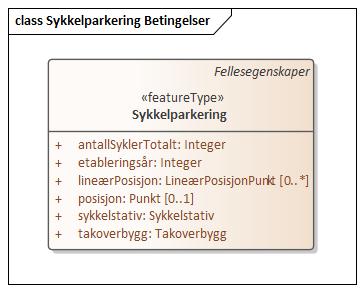 class Sykkelparkering Betingelser
Fellesegenskaper
«featureType»
Sykkelparkering
+ antallSyklerTotalt: Integer
+ etableringsår: Integer
+ lineærPosisjon: LineærPosisjonPunkt [0..*]
+ posisjon: Punkt [0..1]
+ sykkelstativ: Sykkelstativ
+ takoverbygg: Takoverbygg